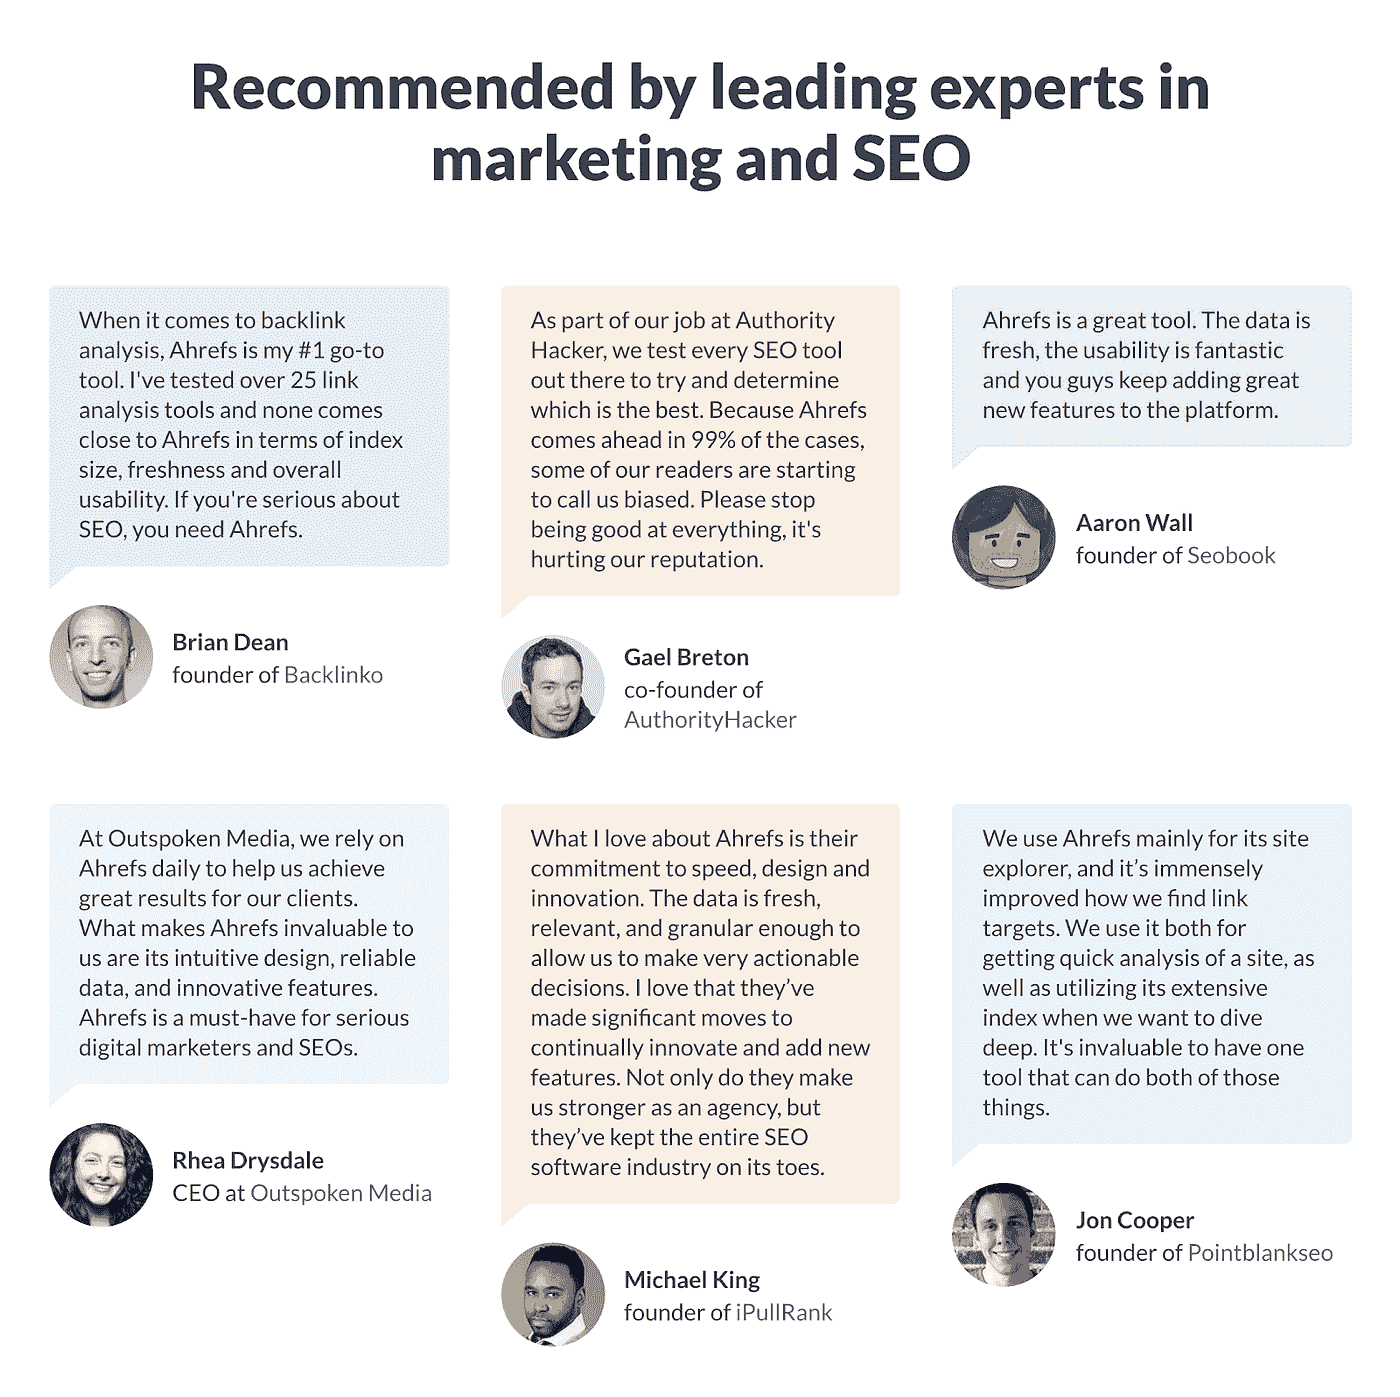 Recommended by leading experts in
marketing and SEO
When it comes to backlink
analysis, Ahrefs is my #1 go-to
tool. I've tested over 25 link
analysis tools and none comes
close to Ahrefs in terms of index
size, freshness and overall
usability. If you're serious about
SEO, you need Ahrefs.
Brian Dean
founder of Backlinko
As part of our job at Authority
Hacker, we test every SEO tool
out there to try and determine
which is the best. Because Ahrefs
comes ahead in 99% of the cases,
some of our readers are starting
to call us biased. Please stop
being good at everything, it's
hurting our reputation.
Gael Breton
co-founder of
AuthorityHacker
Ahrefs is a great tool. The data is
fresh, the usability is fantastic
and you guys keep adding great
new features to the platform.
Aaron Wall
founder of Seobook
At Outspoken Media, we rely on
Ahrefs daily to help us achieve
great results for our clients.
What makes Ahrefs invaluable to
us are its intuitive design, reliable
data, and innovative features.
Ahrefs is a must-have for serious
digital marketers and SEOs.
Rhea Drysdale
CEO at Outspoken Media
What I love about Ahrefs is their
commitment to speed, design and
innovation. The data is fresh,
relevant, and granular enough to
allow us to make very actionable
decisions. I love that they’ve
made significant moves to
continually innovate and add new
features. Not only do they make
us stronger as an agency, but
they’ve kept the entire SEO
software industry on its toes.
Michael King
founder of iPullRank
We use Ahrefs mainly for its site
explorer, and it’s immensely
improved how we find link
targets. We use it both for
getting quick analysis of a site, as
well as utilizing its extensive
index when we want to dive
deep. It's invaluable to have one
tool that can do both of those
things.
Jon Cooper
founder of Pointblankseo